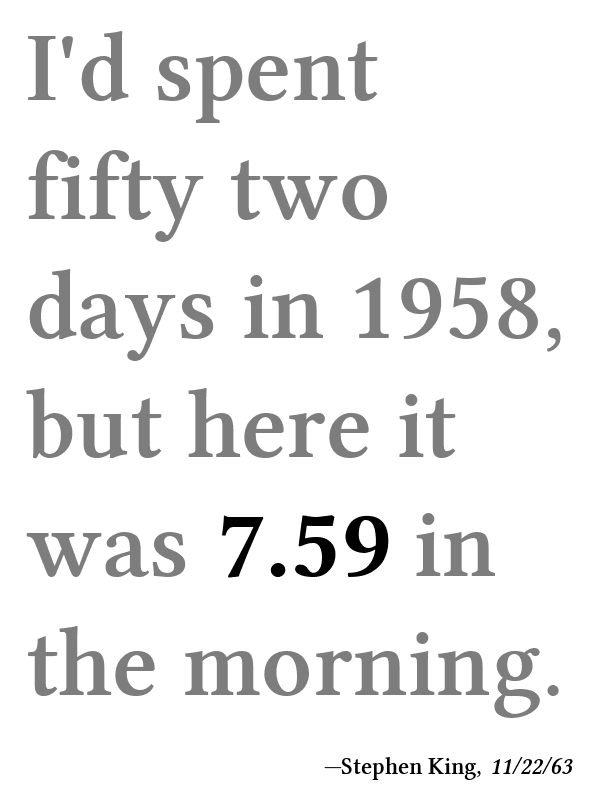 I'd spent
fifty two
days in 1958,
but here it
was 7.59 in
the morning.
—Stephen King, 11/22/63